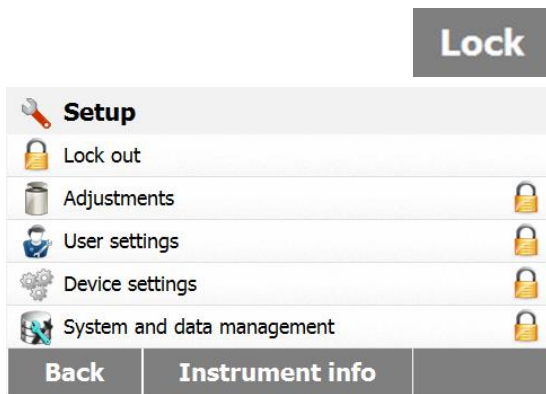 Lock
Setup
Lock out
Adjustments
User settings
Device settings
System and data management
Back Instrument info